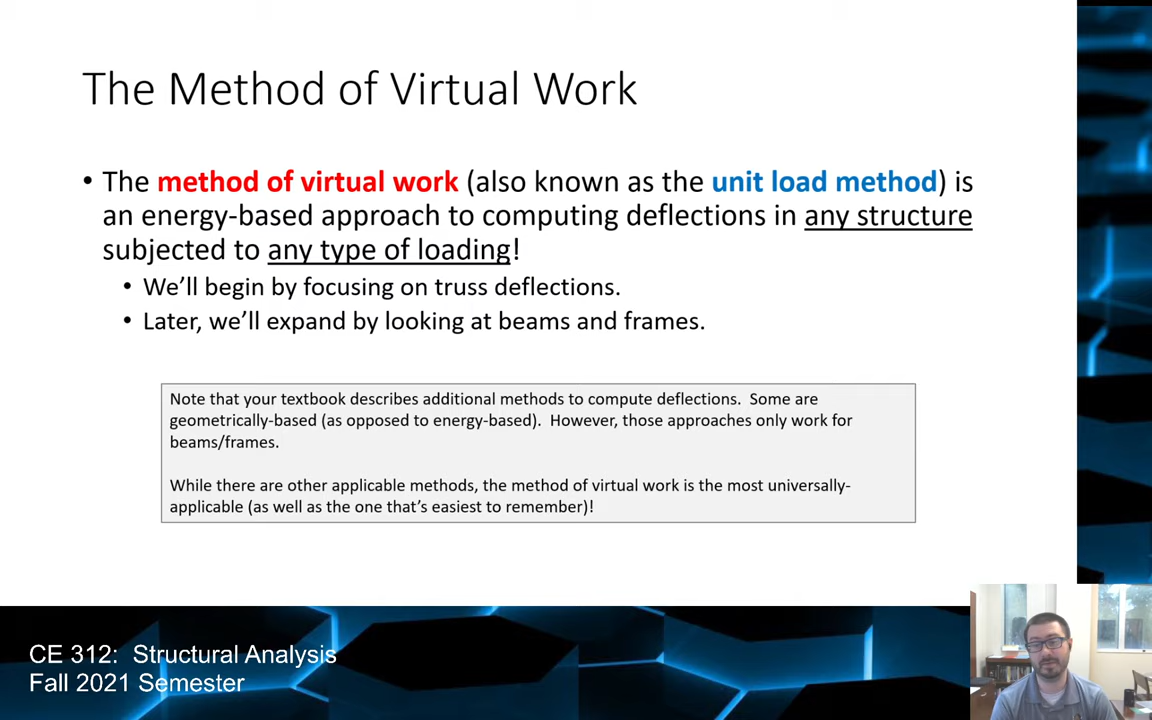 The Method of Virtual Work
• The method of virtual work (also known as the unit load method) is
an energy-based approach to computing deflections in any structure
subjected to any type of loading!
• We'll begin by focusing on truss deflections.
• Later, we'll expand by looking at beams and frames.
Note that your textbook describes additional methods to compute deflections.  Some are
geometrically-based (as opposed to energy-based).  However, those approaches only work for
beams/frames.
While there are other applicable methods, the method of virtual work is the most universally-
applicable (as well as the one that's easiest to remember)!
CE 312:  Structural Analysis
Fall 2021 Semester